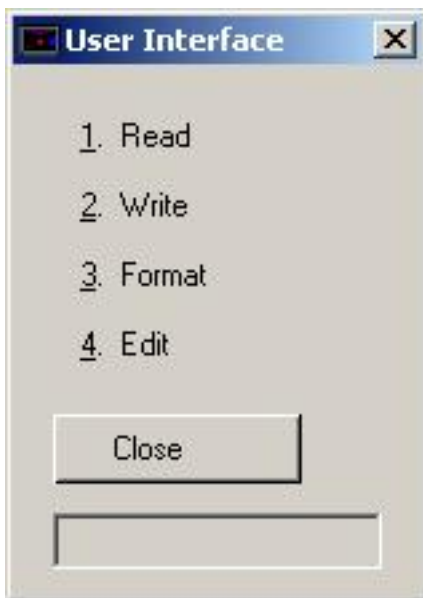 User Interface
1. Read
2. Write
3. Format
4. Edit
Close